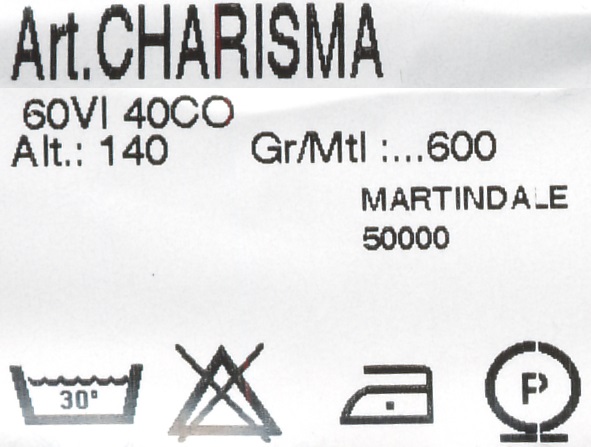 Art.CHARISMA
60VI 40CO
Alt.: 140 Gr/Mtl :...600
MARTINDALE
50000
30°
P